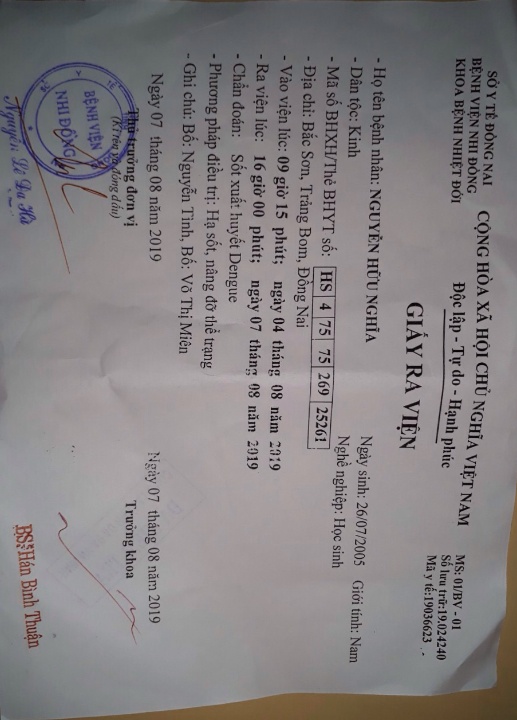 SỞ Y TẾ ĐỒNG NAI
BỆNH VIỆN NHI ĐỒNG
KHOA BỆNH NHIỆT ĐỚI
CỘNG HÒA XÃ HỘI CHỦ NGHĨA VIỆT NAM
Độc lập - Tự do - Hạnh phúc
MS: 01/BV - 01
Số lưu trữ:19.024240
Mã y tế:19036623
GIẤY RA VIỆN
- Họ tên bệnh nhân: NGUYỄN HỮU NGHĨA
Ngày sinh: 26/07/2005 Giới tính: Nam
- Dân tộc: Kinh
Nghề nghiệp: Học sinh
- Mã số BHXH/Thẻ BHYT số: HS 4 75 75 269 25261
- Địa chỉ: Bắc Sơn, Trảng Bom, Đồng Nai
- Vào viện lúc: 09 giờ 15 phút; ngày 04 tháng 08 năm 2019
- Ra viện lúc: 16 giờ 00 phút; ngày 07 tháng 08 năm 2019
- Chẩn đoán: Sốt xuất huyết Dengue
- Phương pháp điều trị: Hạ sốt, nâng đỡ thể trạng
- Ghi chú: Bố: Nguyễn Tình, Bố: Võ Thị Miên
Ngày 07 tháng 08 năm 2019
Thủ trưởng đơn vị
(Kí tên và đóng dấu)
BỆNH VIỆN
NHI ĐỒNG
Nguyễn Lê Đa Hà
Ngày 07 tháng 08 năm 2019
Trưởng khoa
BS: Hán Bình Thuận